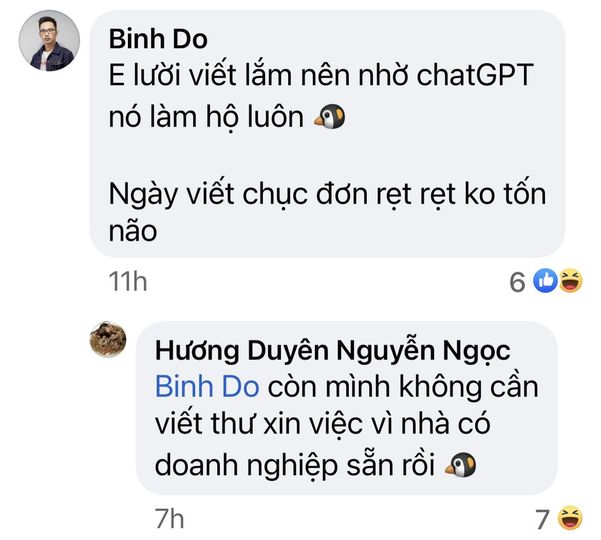 Binh Do
E lười viết lắm nên nhờ chatGPT
nó làm hộ luôn 🐧
Ngày viết chục đơn rẹt rẹt ko tốn
não
11h
6
Hương Duyên Nguyễn Ngọc
Binh Do còn mình không cần
viết thư xin việc vì nhà có
doanh nghiệp sẵn rồi 🐧
7h
7